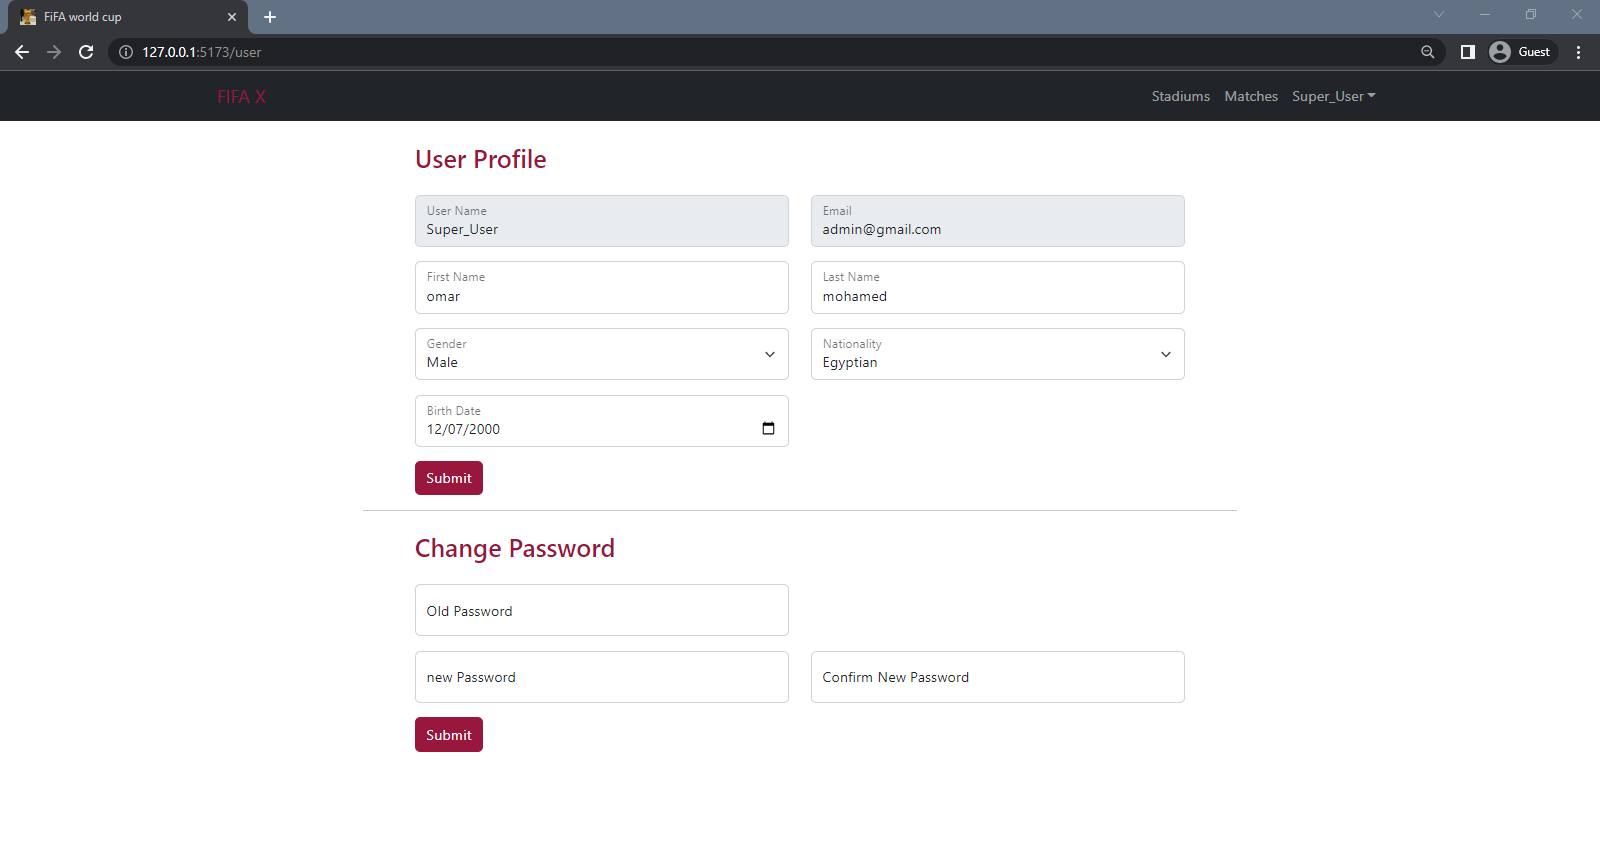 FiFA world cup
127.0.0.1:5173/user
Guest
FIFA X
Stadiums Matches Super_User
User Profile
User Name
Super_User
Email
admin@gmail.com
First Name
omar
Last Name
mohamed
Gender
Male
Nationality
Egyptian
Birth Date
12/07/2000
Submit
Change Password
Old Password
new Password
Confirm New Password
Submit